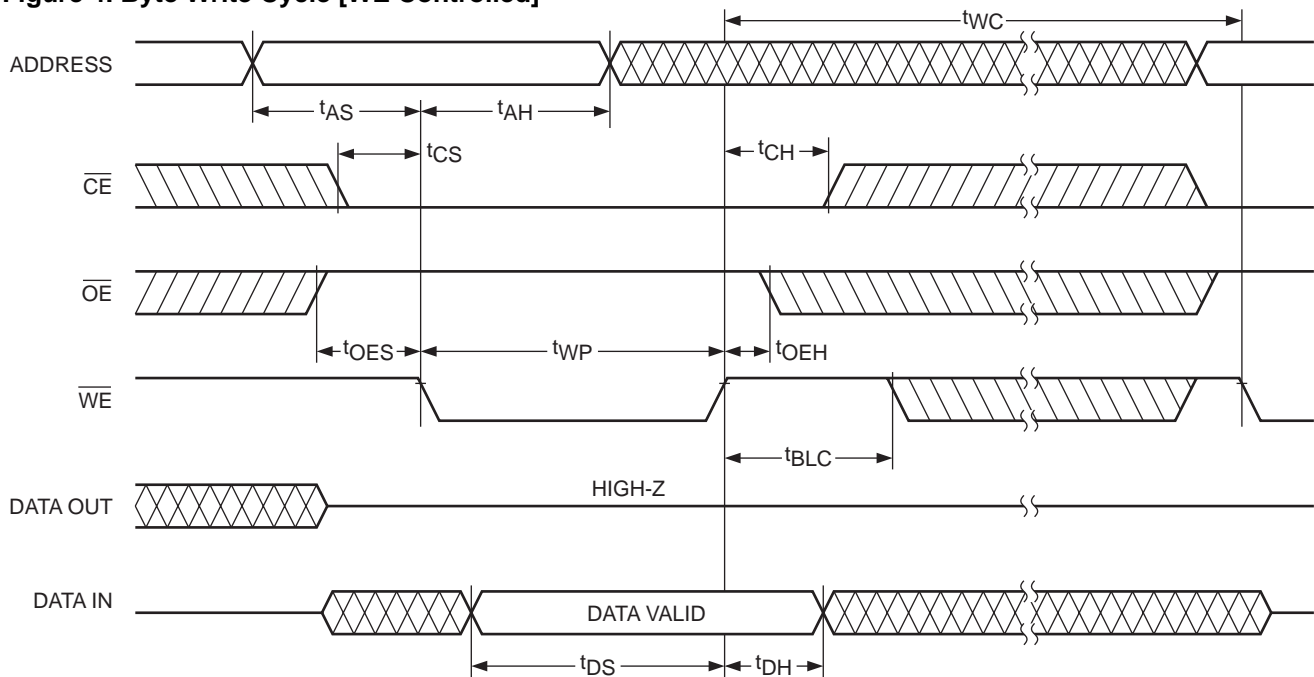 Figure 4. Byte Write Cycle [WE Controlled]
tWC
ADDRESS
tAS
tAH
tCS
tCH
CE
OE
tOES
tWP
tOEH
WE
tBLC
HIGH-Z
DATA OUT
DATA IN
DATA VALID
tDS
tDH